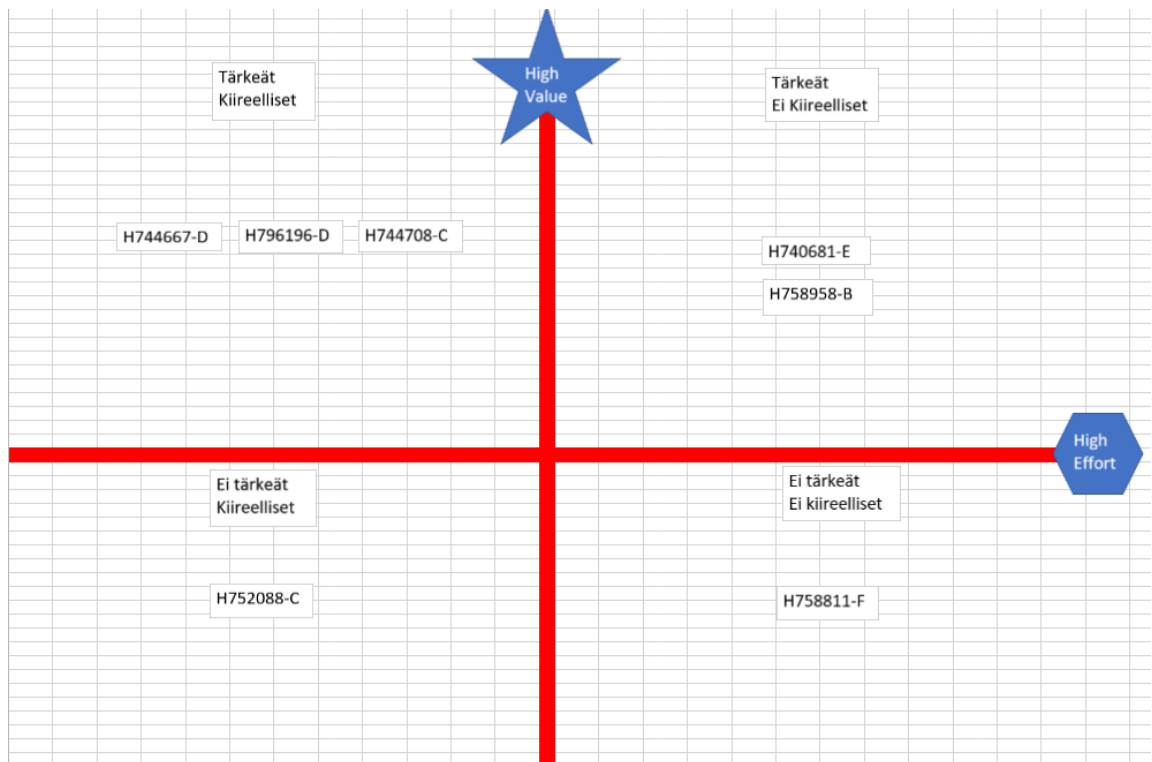 Tärkeät
Kiireelliset
High
Value
Tärkeät
Ei Kiireelliset
H744667-D
H796196-D
H744708-C
H740681-E
H758958-B
High
Effort
Ei tärkeät
Kiireelliset
Ei tärkeät
Ei kiireelliset
H752088-C
H758811-F